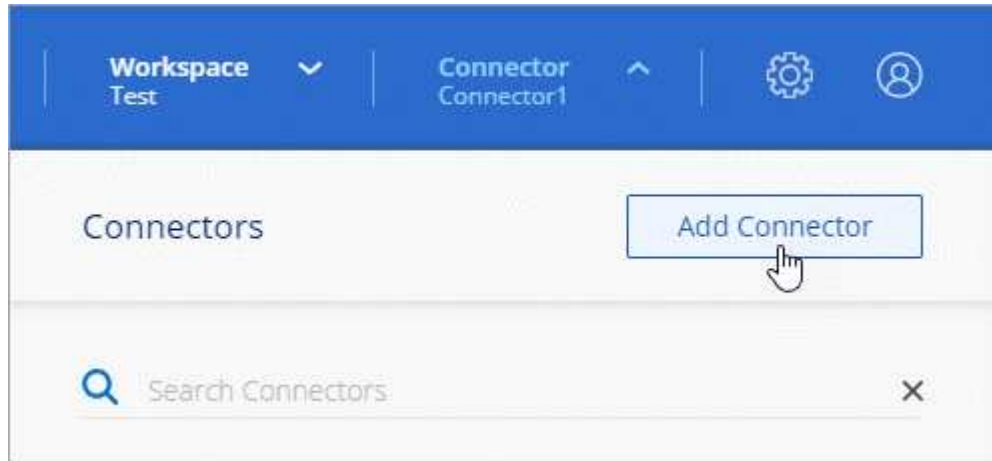 Workspace
Test
Connector
Connector1
Connectors
Add Connector
Search Connectors